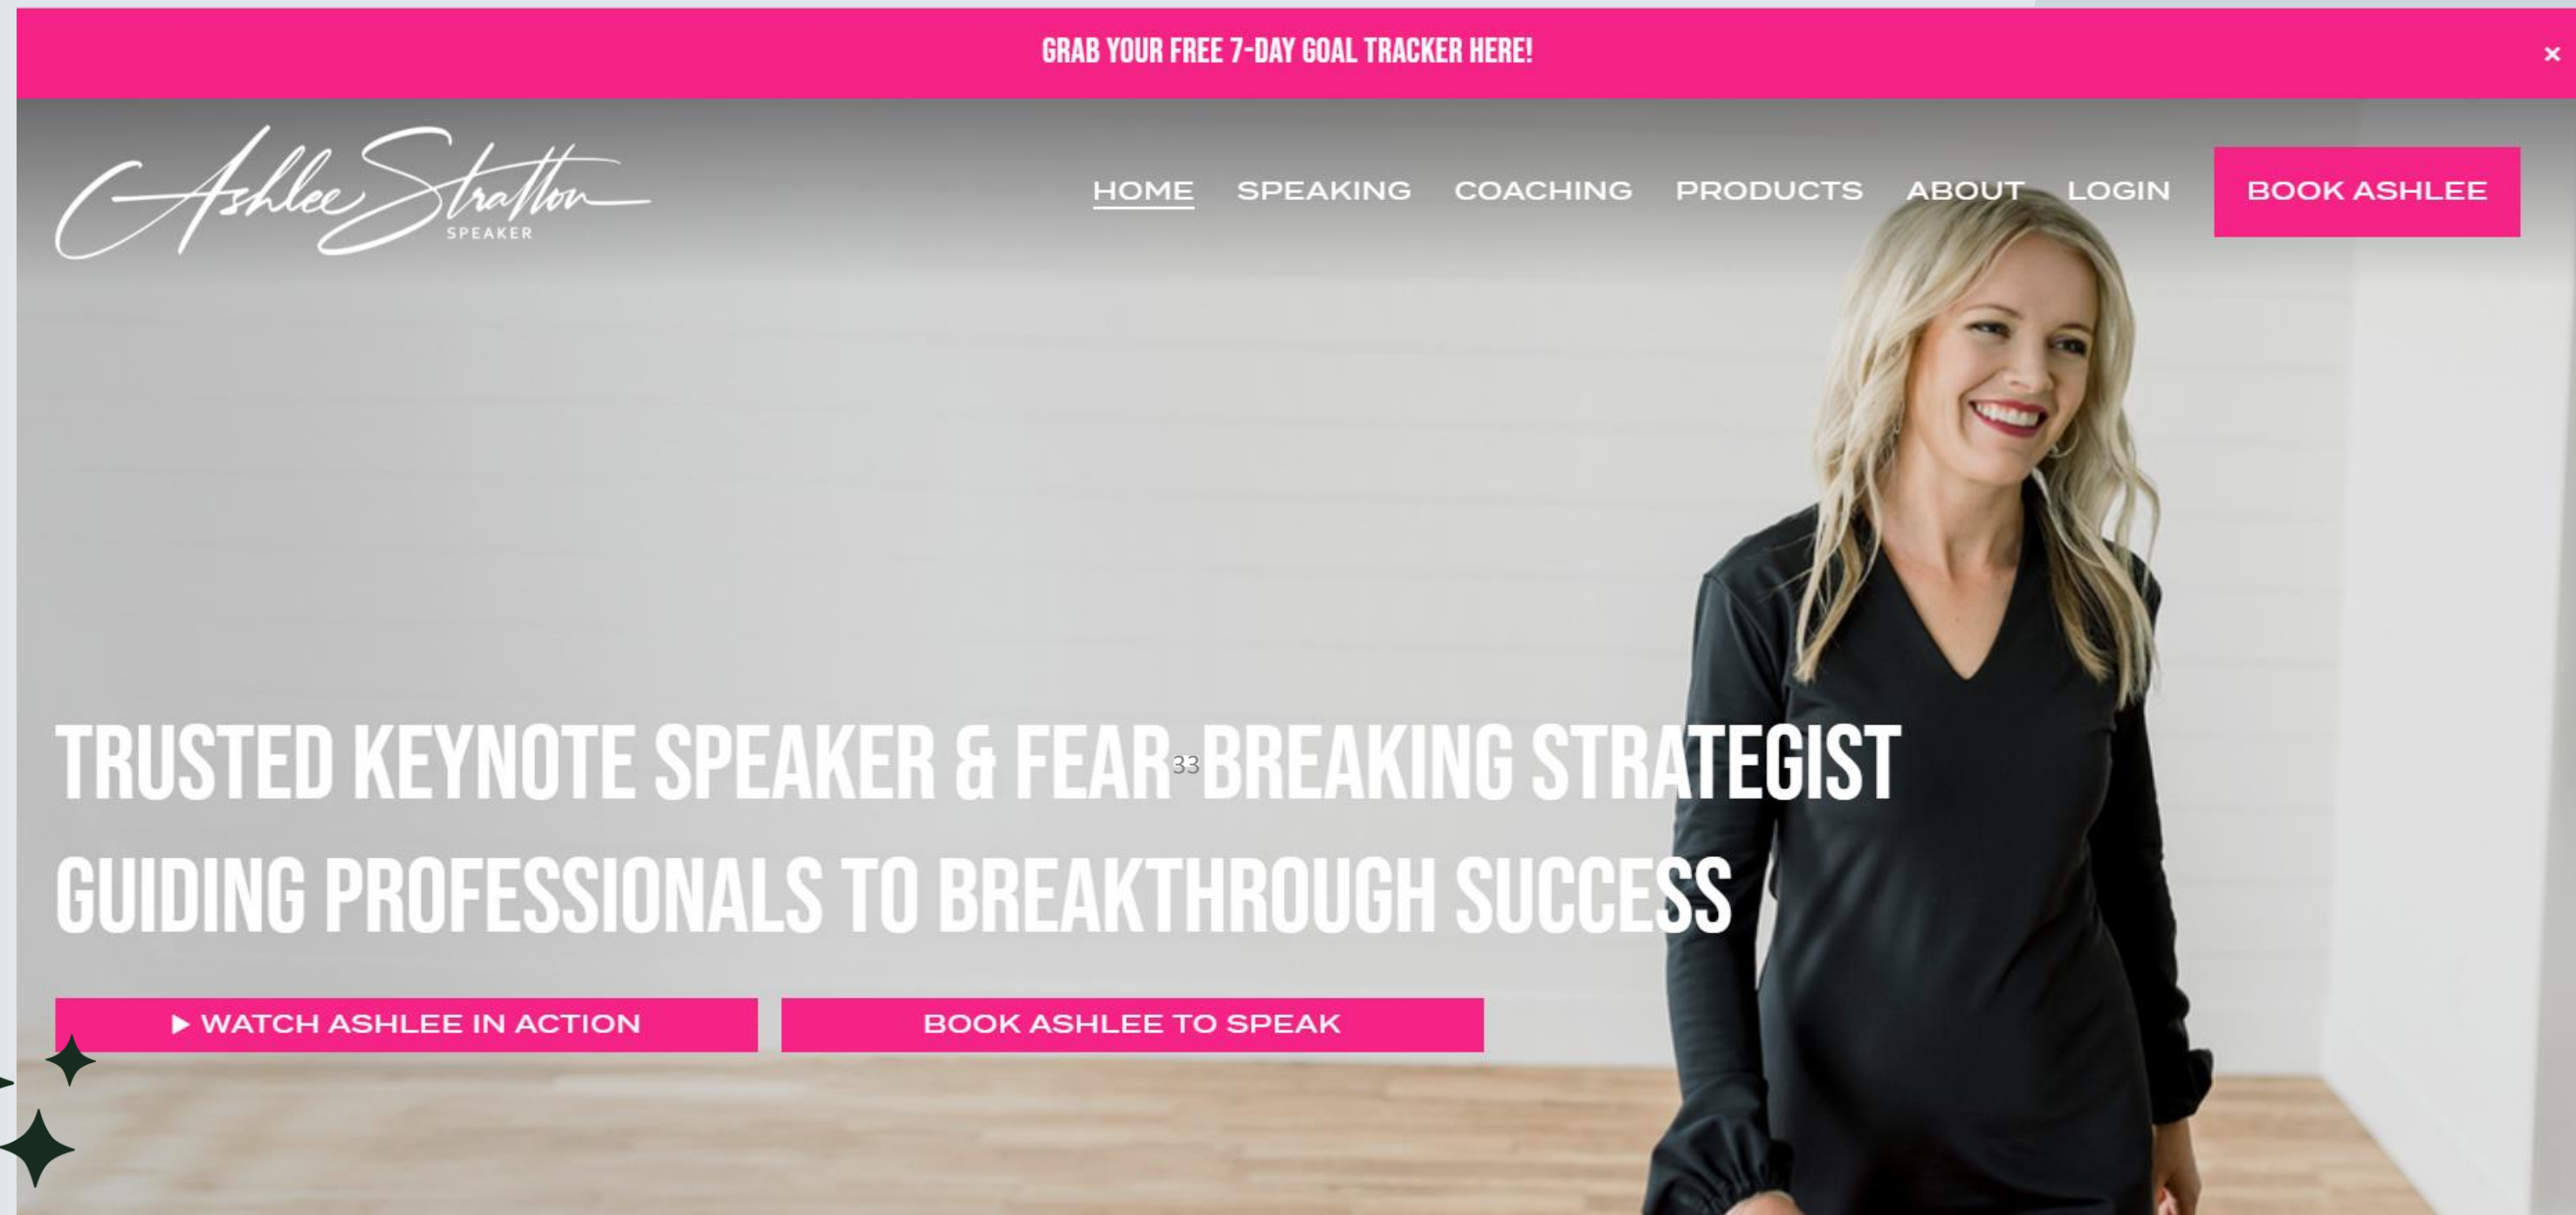 GRAB YOUR FREE 7-DAY GOAL TRACKER HERE!
×
Ashlee Stratton
SPEAKER
HOME SPEAKING COACHING PRODUCTS ABOUT LOGIN BOOK ASHLEE
TRUSTED KEYNOTE SPEAKER & FEAR-BREAKING STRATEGIST
33
GUIDING PROFESSIONALS TO BREAKTHROUGH SUCCESS
▶ WATCH ASHLEE IN ACTION
BOOK ASHLEE TO SPEAK